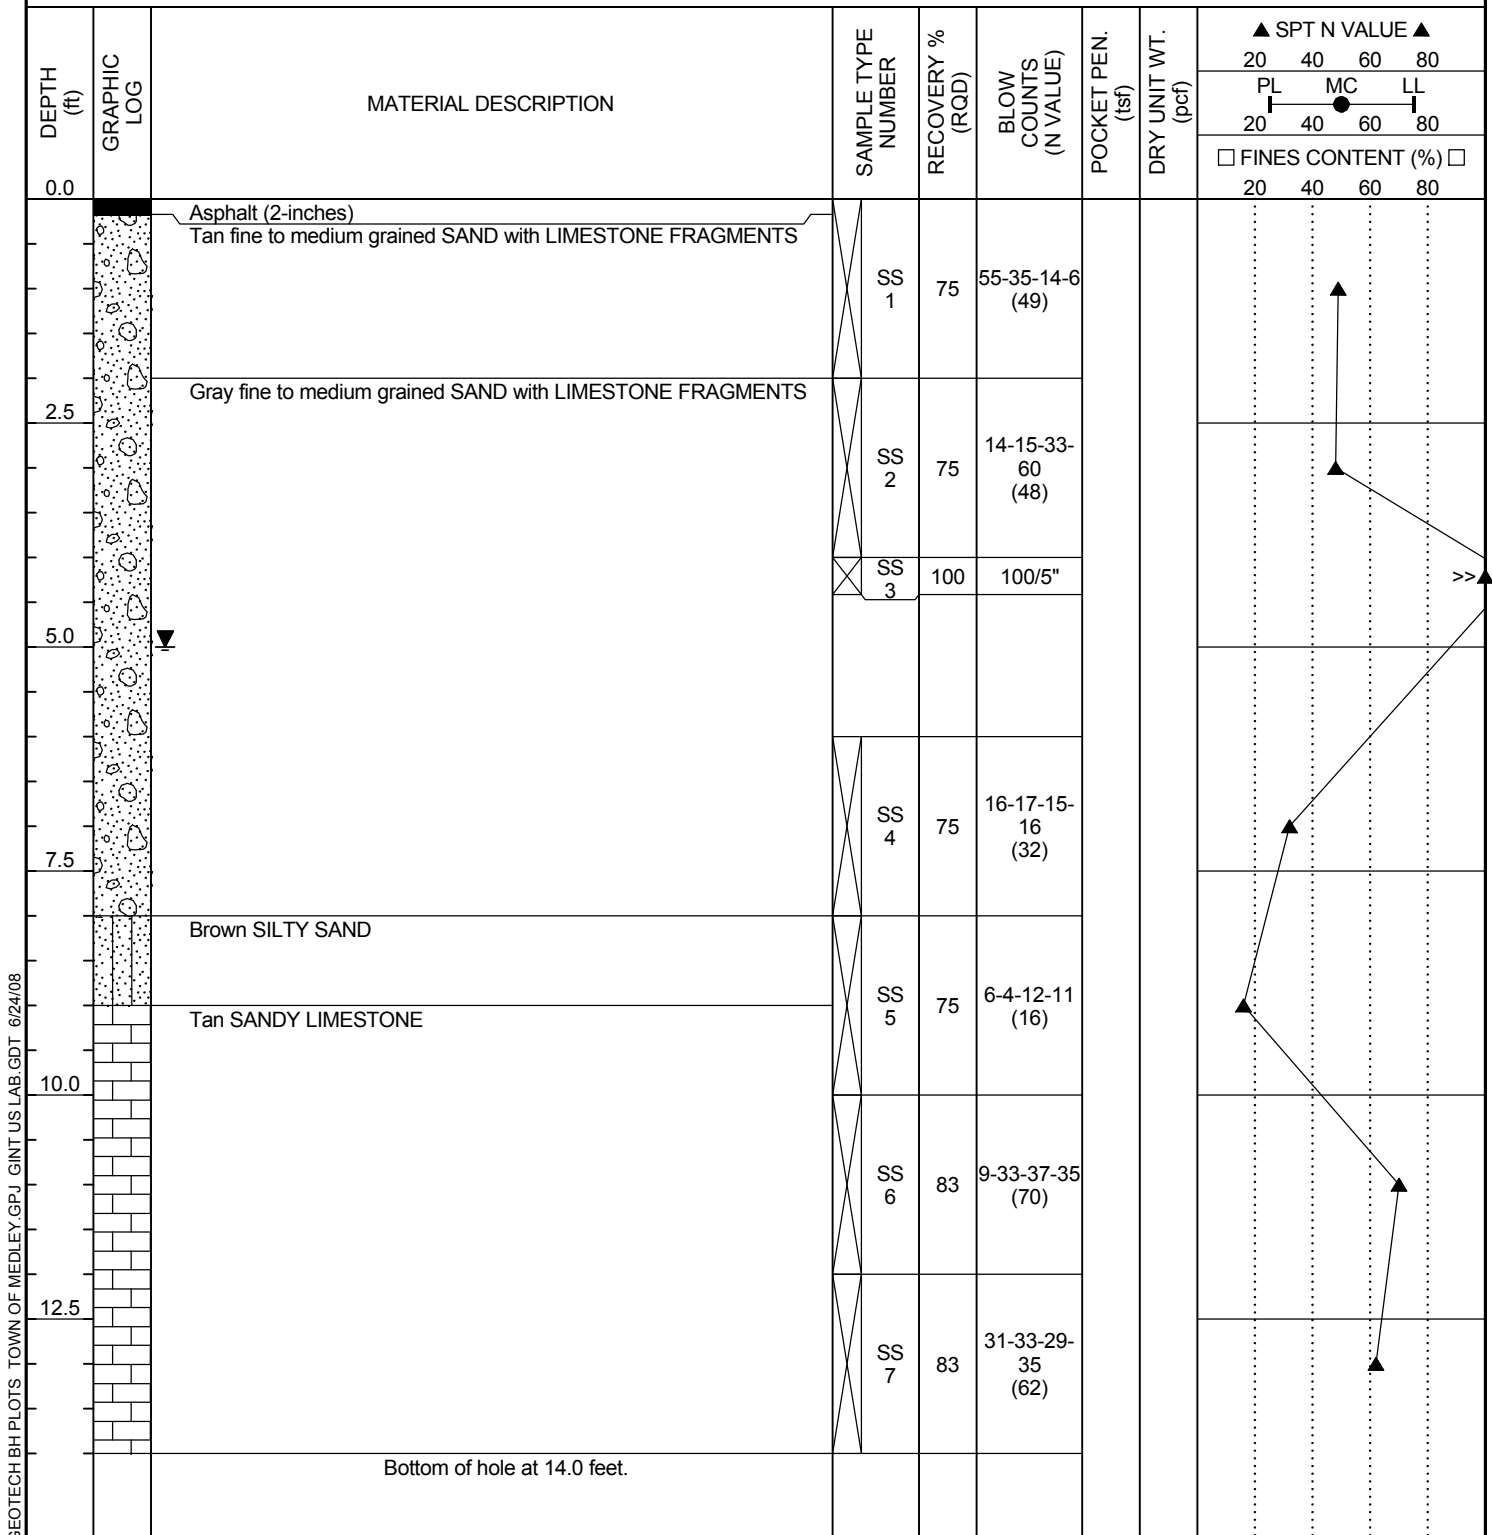 DEPTH
(ft)
GRAPHIC
LOG
MATERIAL DESCRIPTION
SAMPLE TYPE
NUMBER
RECOVERY %
(RQD)
BLOW
COUNTS
(N VALUE)
POCKET PEN.
(tsf)
DRY UNIT WT.
(pcf)
▲ SPT N VALUE ▲
20 40 60 80
PL MC LL
20 40 60 80
□ FINES CONTENT (%) □
20 40 60 80
0.0
Asphalt (2-inches)
Tan fine to medium grained SAND with LIMESTONE FRAGMENTS
SS
1
75
55-35-14-6
(49)
Gray fine to medium grained SAND with LIMESTONE FRAGMENTS
2.5
SS
2
75
14-15-33-
60
(48)
SS
3
100
100/5"
>>
5.0
SS
4
75
16-17-15-
16
(32)
7.5
Brown SILTY SAND
SS
5
75
6-4-12-11
(16)
Tan SANDY LIMESTONE
10.0
SS
6
83
9-33-37-35
(70)
12.5
SS
7
83
31-33-29-
35
(62)
Bottom of hole at 14.0 feet.
GEOTECH BH PLOTS TOWN OF MEDLEY.GPJ GINT US LAB.GDT 6/24/08